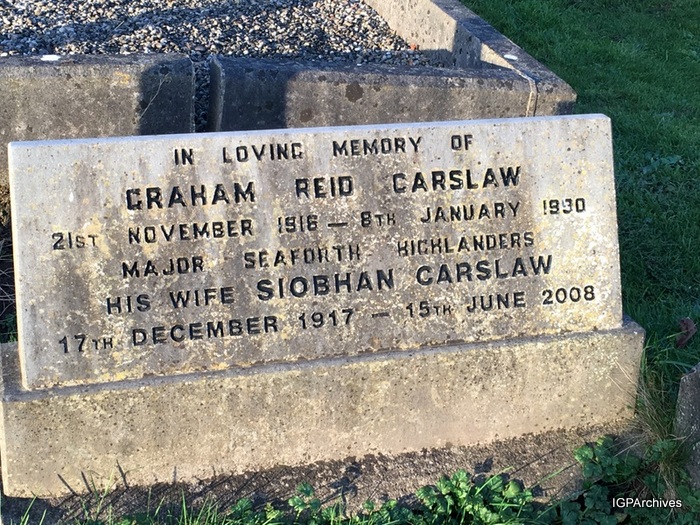 IN LOVING MEMORY OF
GRAHAM REID CARSLAW
21ST NOVEMBER 1916 – 8TH JANUARY 1990
MAJOR SEAFORTH HIGHLANDERS
HIS WIFE SIOBHAN CARSLAW
17TH DECEMBER 1917 – 15TH JUNE 2008
IGPArchives